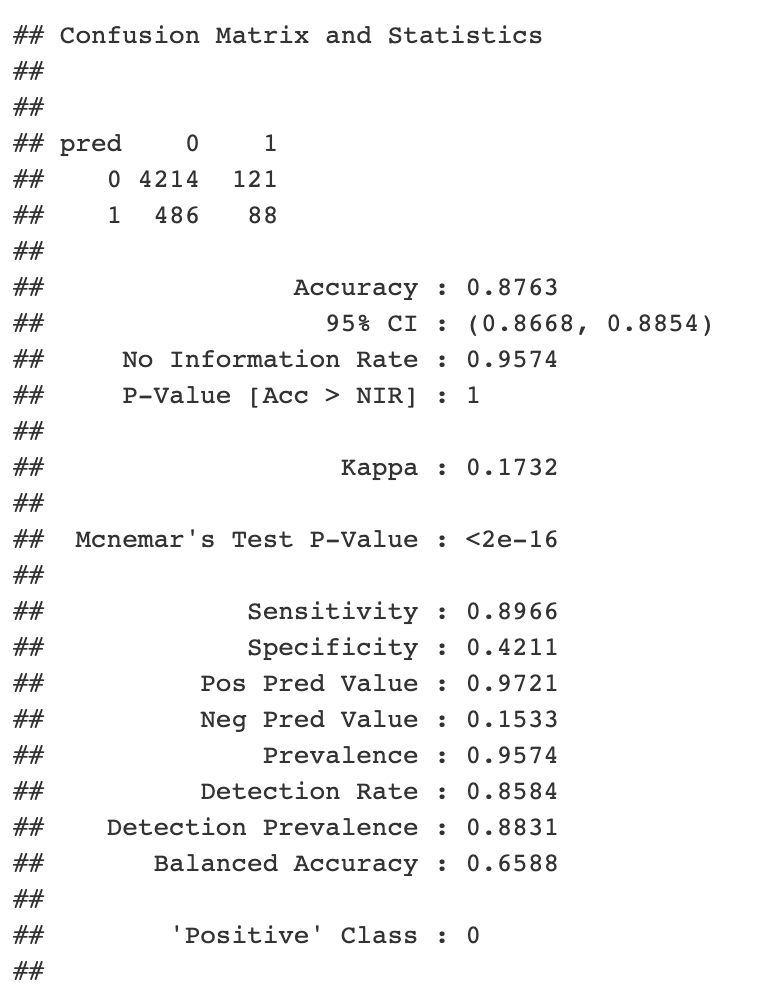 ## Confusion Matrix and Statistics
##
##
## pred    0    1
##    0 4214  121
##    1  486   88
##
##                Accuracy : 0.8763
##                  95% CI : (0.8668, 0.8854)
##     No Information Rate : 0.9574
##     P-Value [Acc > NIR] : 1
##
##                   Kappa : 0.1732
##
##  Mcnemar's Test P-Value : <2e-16
##
##             Sensitivity : 0.8966
##             Specificity : 0.4211
##          Pos Pred Value : 0.9721
##          Neg Pred Value : 0.1533
##              Prevalence : 0.9574
##          Detection Rate : 0.8584
##    Detection Prevalence : 0.8831
##       Balanced Accuracy : 0.6588
##
##        'Positive' Class : 0
##